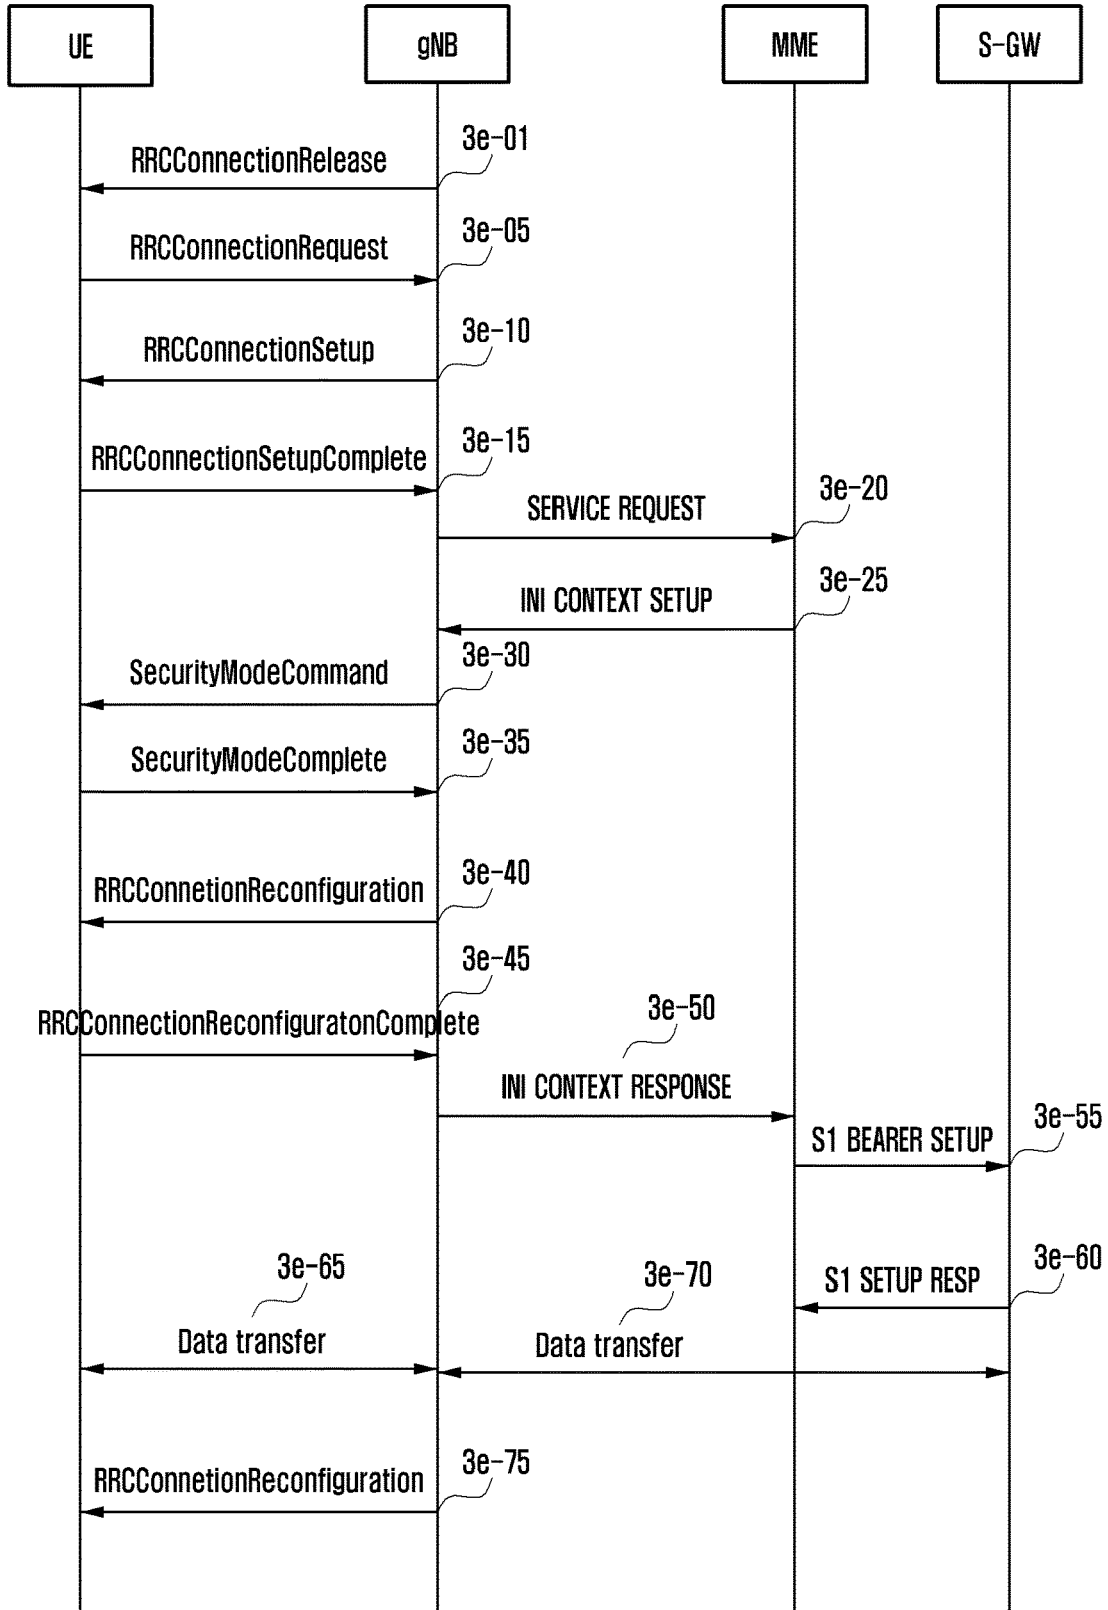 UE
gNB
MME
S-GW
3e-01
RRCConnectionRelease
3e-05
RRCConnectionRequest
3e-10
RRCConnectionSetup
3e-15
RRCConnectionSetupComplete
3e-20
SERVICE REQUEST
3e-25
INI CONTEXT SETUP
3e-30
SecurityModeCommand
3e-35
SecurityModeComplete
3e-40
RRCConnetionReconfiguration
3e-45
RRCConnectionReconfiguratonComplete
3e-50
INI CONTEXT RESPONSE
3e-55
S1 BEARER SETUP
3e-60
S1 SETUP RESP
3e-65
Data transfer
3e-70
Data transfer
3e-75
RRCConnetionReconfiguration